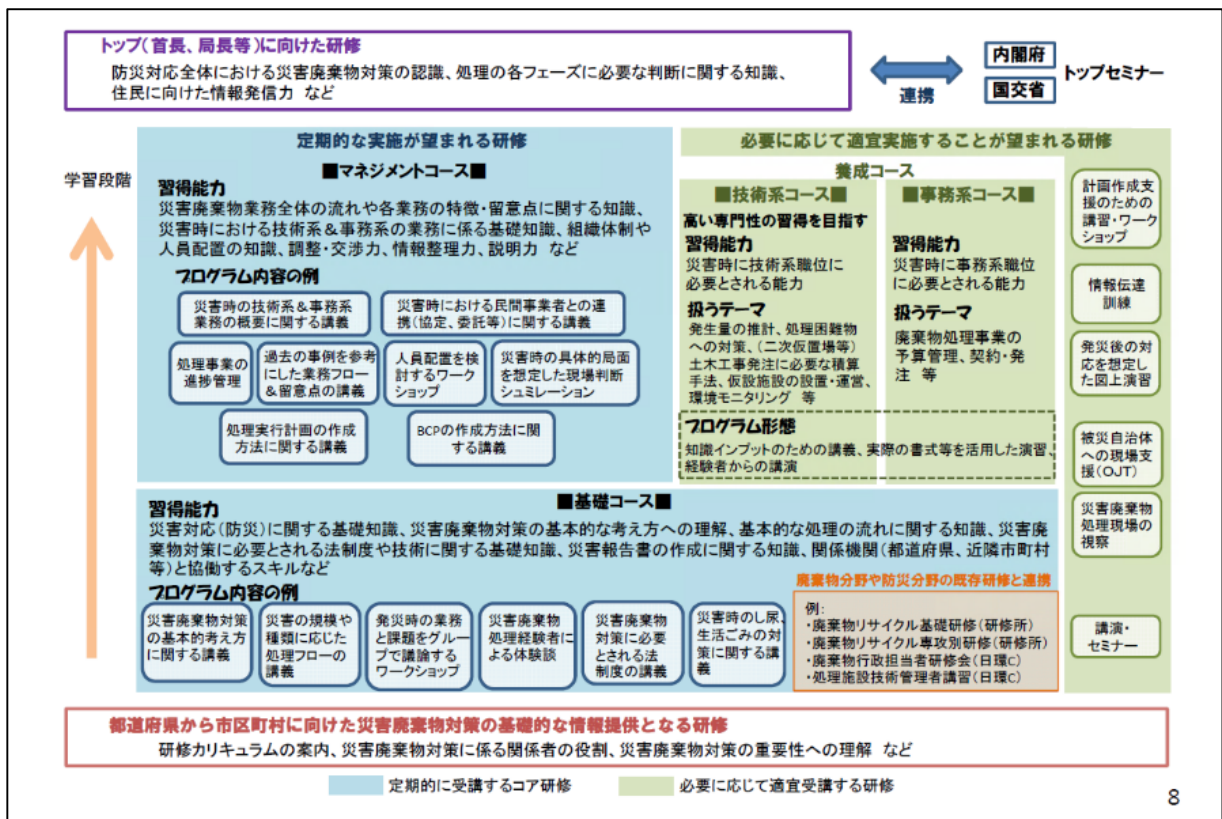 トップ(首長、局長等)に向けた研修
防災対応全体における災害廃棄物対策の認識、処理の各フェーズに必要な判断に関する知識、
住民に向けた情報発信力 など
連携
内閣府
国交省
トップセミナー
学習段階
定期的な実施が望まれる研修
■マネジメントコース■
習得能力
災害廃棄物業務全体の流れや各業務の特徴・留意点に関する知識、
災害時における技術系&事務系の業務に係る基礎知識、組織体制や
人員配置の知識、調整・交渉力、情報整理力、説明力 など
プログラム内容の例
災害時の技術系&事務系
業務の概要に関する講義
災害時における民間事業者との連
携(協定、委託等)に関する講義
処理事業の
進捗管理
過去の事例を参考
にした業務フロー
&留意点の講義
人員配置を検
討するワーク
ショップ
災害時の具体的局面
を想定した現場判断
シュミレーション
処理実行計画の作成
方法に関する講義
BCPの作成方法に関
する講義
必要に応じて適宜実施することが望まれる研修
養成コース
■技術系コース■
高い専門性の習得を目指す
習得能力
災害時に技術系職位に
必要とされる能力
扱うテーマ
発生量の推計、処理困難物
への対策、(二次仮置場等)
土木工事発注に必要な積算
手法、仮設施設の設置・運営、
環境モニタリング 等
■事務系コース■
習得能力
災害時に事務系職位
に必要とされる能力
扱うテーマ
廃棄物処理事業の
予算管理、契約・発
注 等
プログラム形態
知識インプットのための講義、実際の書式等を活用した演習、
経験者からの講演
計画作成支
援のための
講習・ワーク
ショップ
情報伝達
訓練
発災後の対
応を想定し
た図上演習
被災自治体
への現場支
援(OJT)
災害廃棄物
処理現場の
視察
講演・
セミナー
■基礎コース■
習得能力
災害対応(防災)に関する基礎知識、災害廃棄物対策の基本的な考え方への理解、基本的な処理の流れに関する知識、災害廃
棄物対策に必要とされる法制度や技術に関する基礎知識、災害報告書の作成に関する知識、関係機関(都道府県、近隣市町村
等)と協働するスキルなど
プログラム内容の例
災害廃棄物対策
の基本的考え方
に関する講義
災害の規模や
種類に応じた
処理フローの
講義
発災時の業務
と課題をグルー
プで議論する
ワークショップ
災害廃棄物
処理経験者に
よる体験談
災害廃棄物
対策に必要
とされる法
制度の講義
災害時のし尿、
生活ごみの対
策に関する講
義
廃棄物分野や防災分野の既存研修と連携
例:
・廃棄物リサイクル基礎研修(研修所)
・廃棄物リサイクル専攻別研修(研修所)
・廃棄物行政担当者研修会(日環C)
・処理施設技術管理者講習(日環C)
都道府県から市区町村に向けた災害廃棄物対策の基礎的な情報提供となる研修
研修カリキュラムの案内、災害廃棄物対策に係る関係者の役割、災害廃棄物対策の重要性への理解 など
定期的に受講するコア研修
必要に応じて適宜受講する研修
8